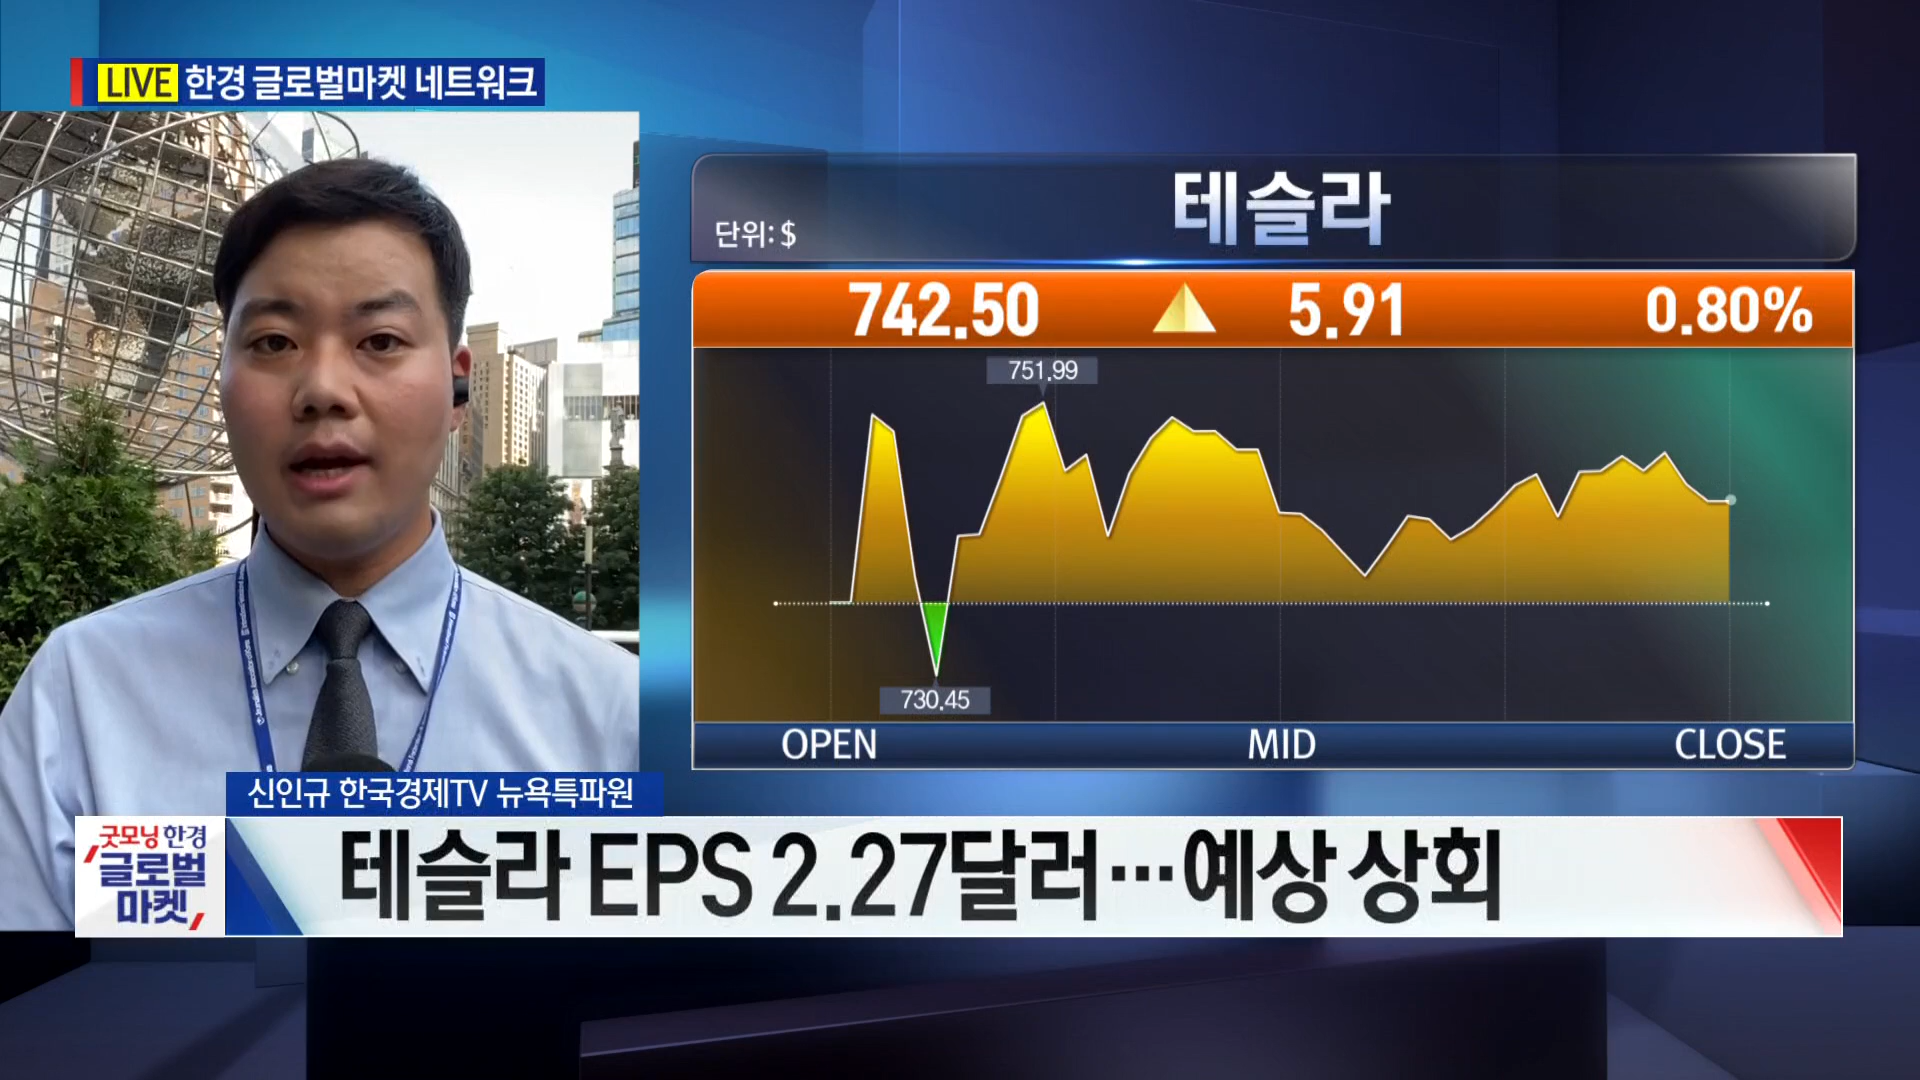 LIVE 한경 글로벌마켓 네트워크
테슬라
단위: $
742.50 5.91 0.80%
751.99
730.45
OPEN MID CLOSE
신인규 한국경제TV 뉴욕특파원
굿모닝 한경
글로벌
마켓
테슬라 EPS 2.27달러…예상 상회